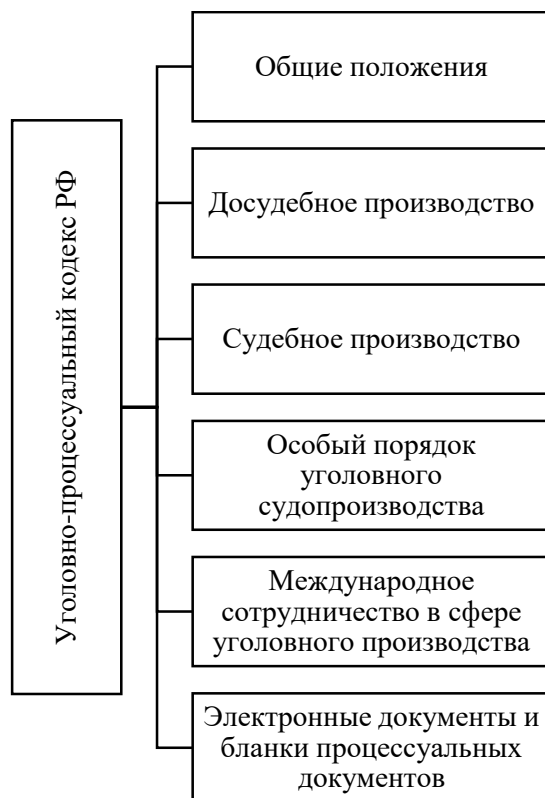 Уголовно-процессуальный кодекс РФ
Общие положения
Досудебное производство
Судебное производство
Особый порядок
уголовного
судопроизводства
Международное
сотрудничество в сфере
уголовного производства
Электронные документы и
бланки процессуальных
документов